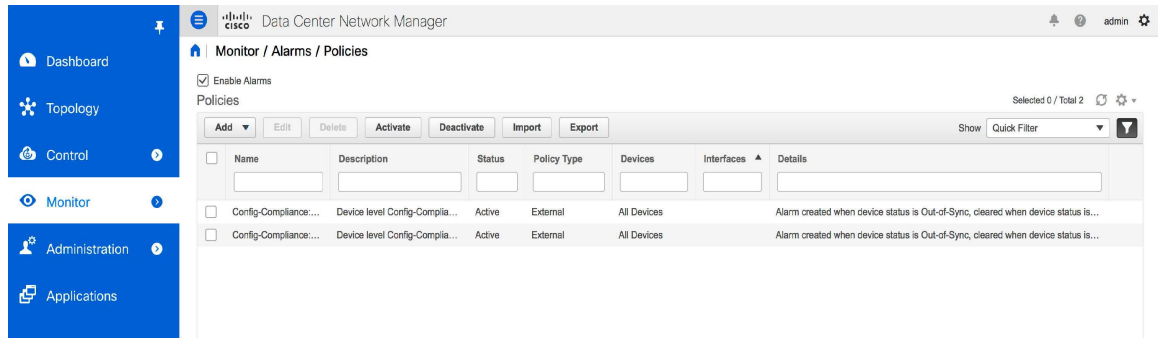 cisco Data Center Network Manager
admin
Monitor / Alarms / Policies
Dashboard
Topology
Control
Monitor
Administration
Applications
Enable Alarms
Policies
Selected 0 / Total 2
Add Edit Delete Activate Deactivate Import Export Show Quick Filter
Name Description Status Policy Type Devices Interfaces Details
Config-Compliance:... Device level Config-Complia... Active External All Devices Alarm created when device status is Out-of-Sync, cleared when device status is...
Config-Compliance:... Device level Config-Complia... Active External All Devices Alarm created when device status is Out-of-Sync, cleared when device status is...